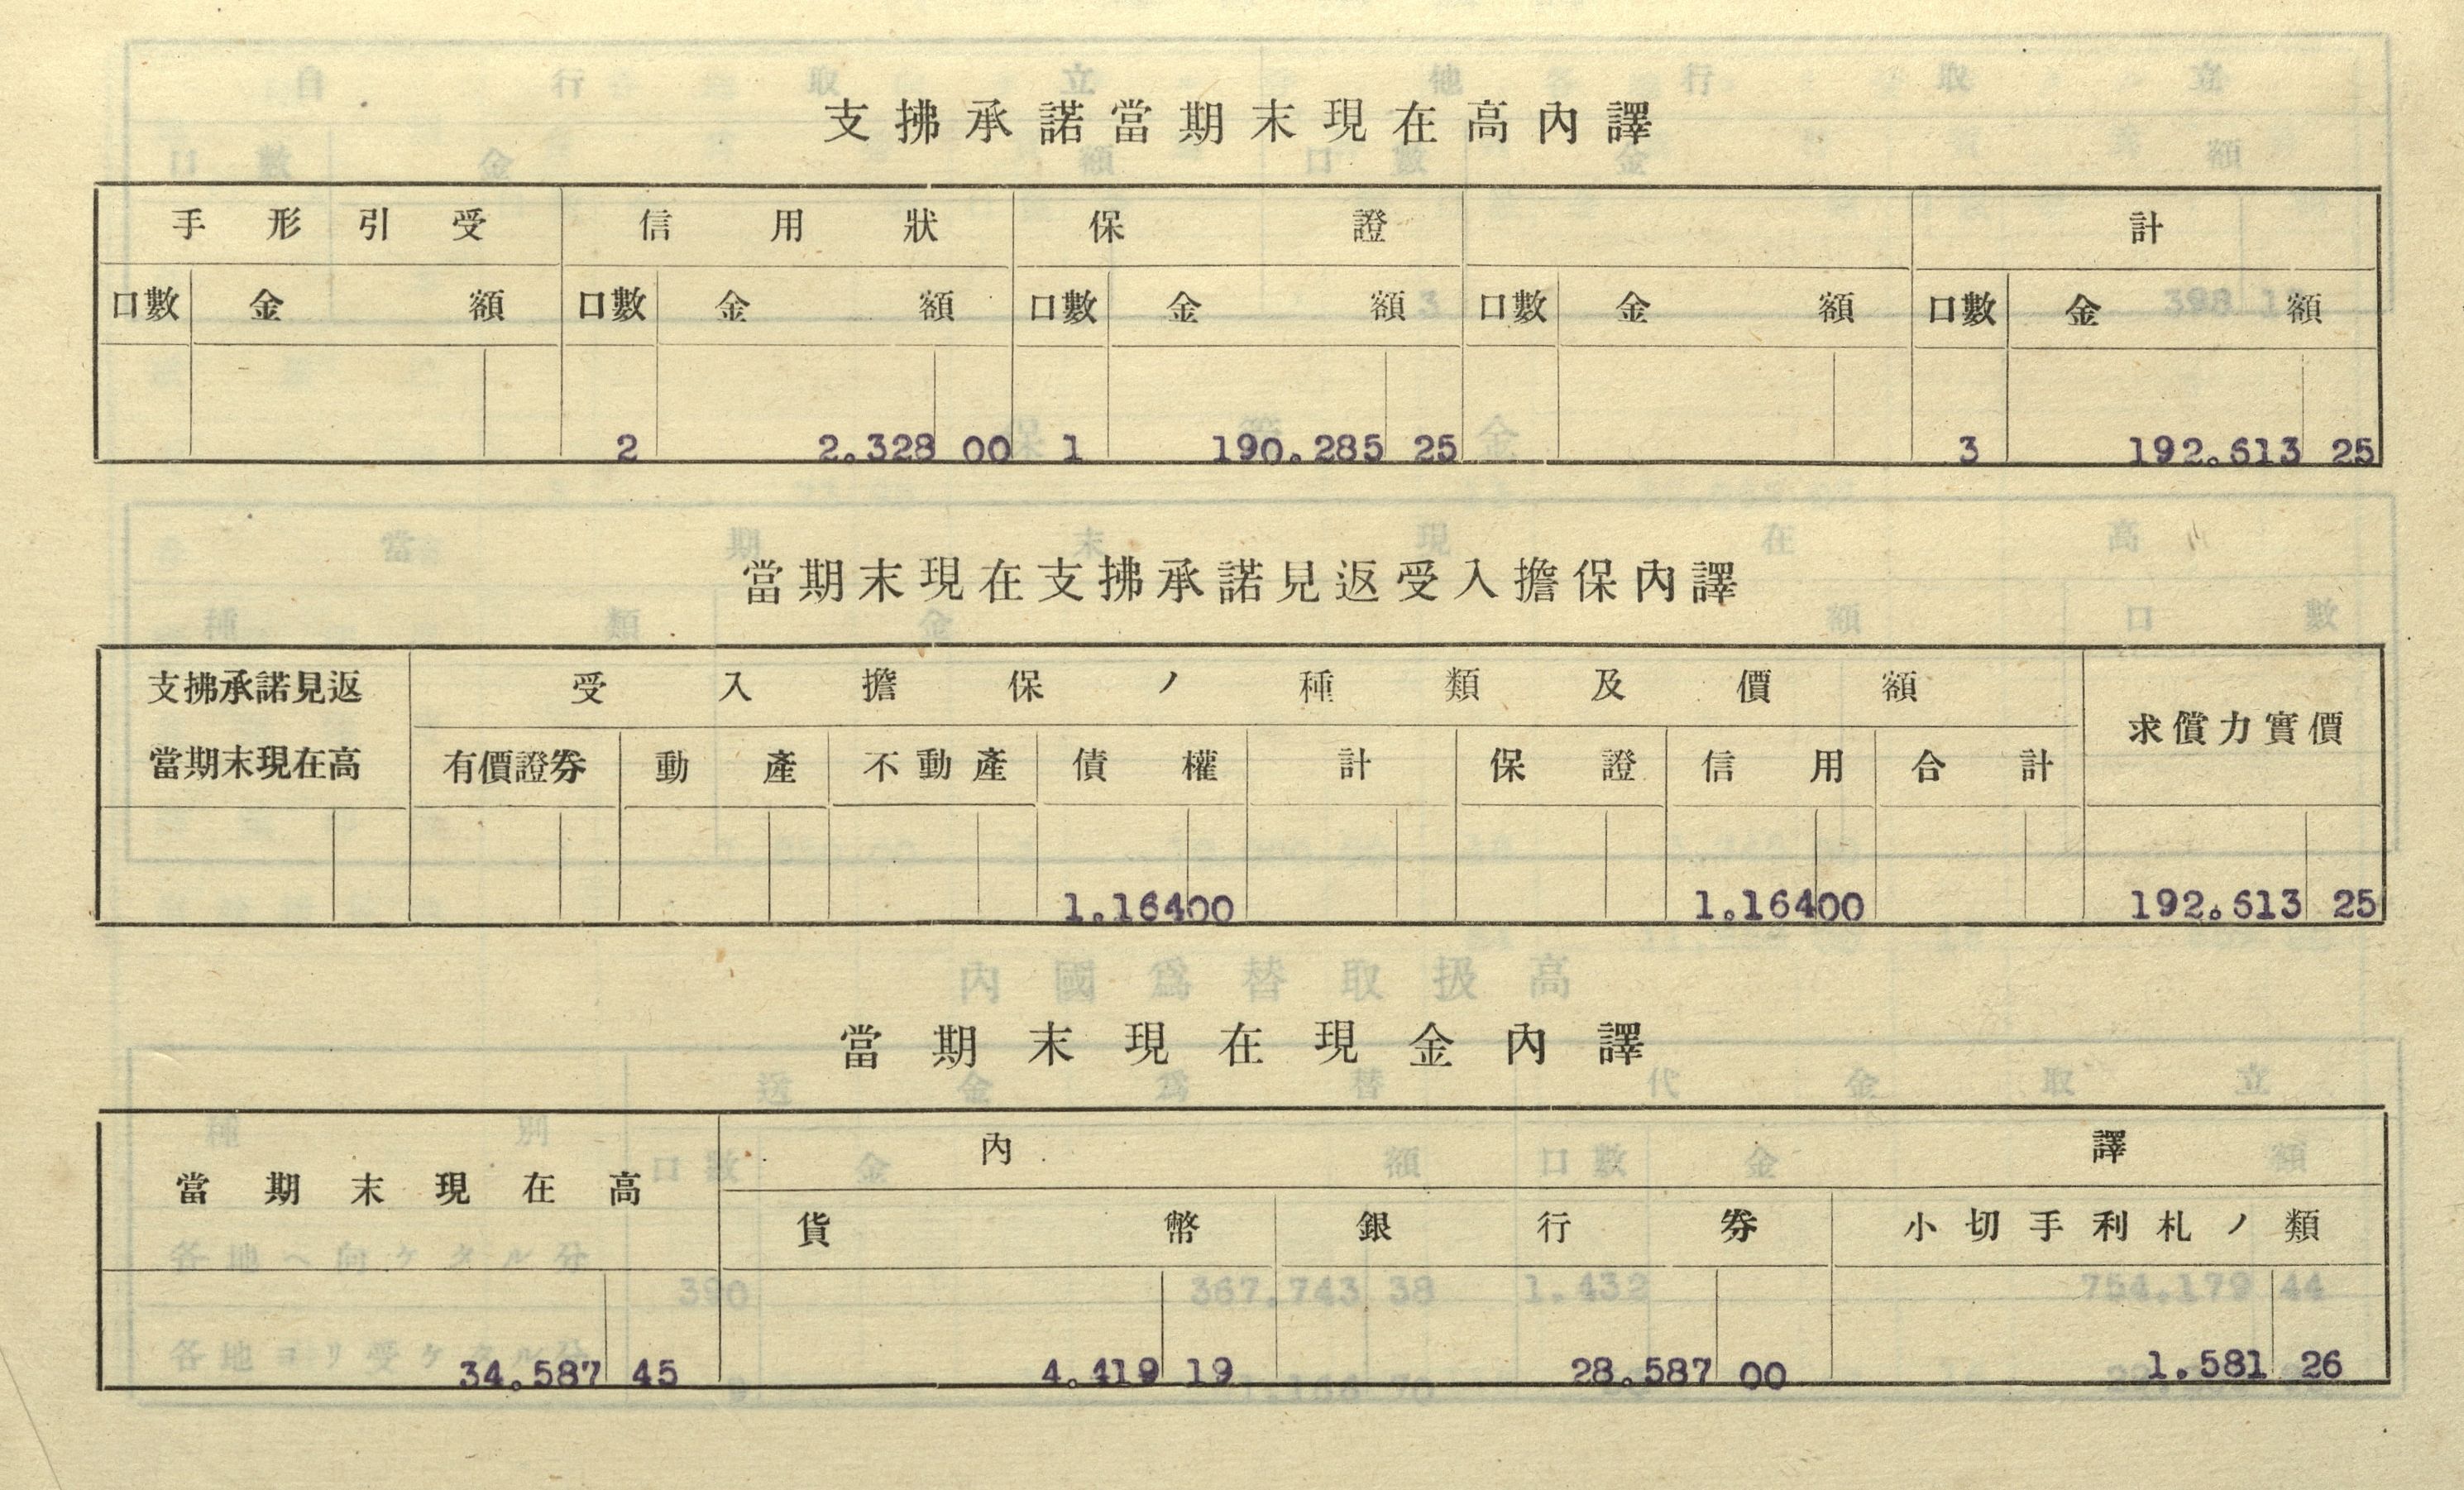 支拂承諾當期末現在高內譯
手形引受 信用狀 保證 計
口數 金額 口數 金額 口數 金額 口數 金額 口數 金額
2 2.328 00 1 190.285 25 3 192.613 25
當期末現在支拂承諾見返受入擔保內譯
支拂承諾見返 受入擔保ノ種類及價額 求償力實價
當期末現在高 有價證券 動產 不動產 債權 計 保證 信用 合計
1.164 00 1.164 00 192.613 25
當期末現在現金內譯
當期末現在高 內譯
貨幣 銀行券 小切手利札ノ類
34.587 45 4.419 19 28.587 00 1.581 26